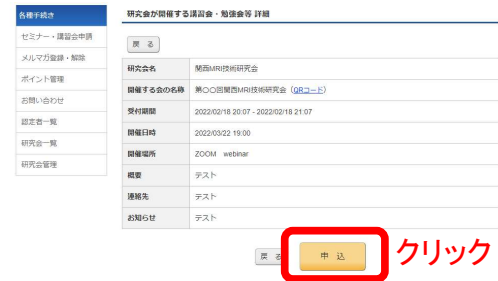 各種手続き
セミナー・講習会申請
メルマガ登録・解除
ポイント管理
お問い合わせ
認定者一覧
研究会一覧
研究会管理
研究会が開催する講習会・勉強会等 詳細
戻 る
研究会名 関西MRI技術研究会
開催する会の名称 第〇〇回関西MRI技術研究会（QRコード）
受付期間 2022/02/18 20:07 - 2022/02/18 21:07
開催日時 2022/03/22 19:00
開催場所 ZOOM webinar
概要 テスト
連絡先 テスト
お知らせ テスト
戻 る 申 込 クリック